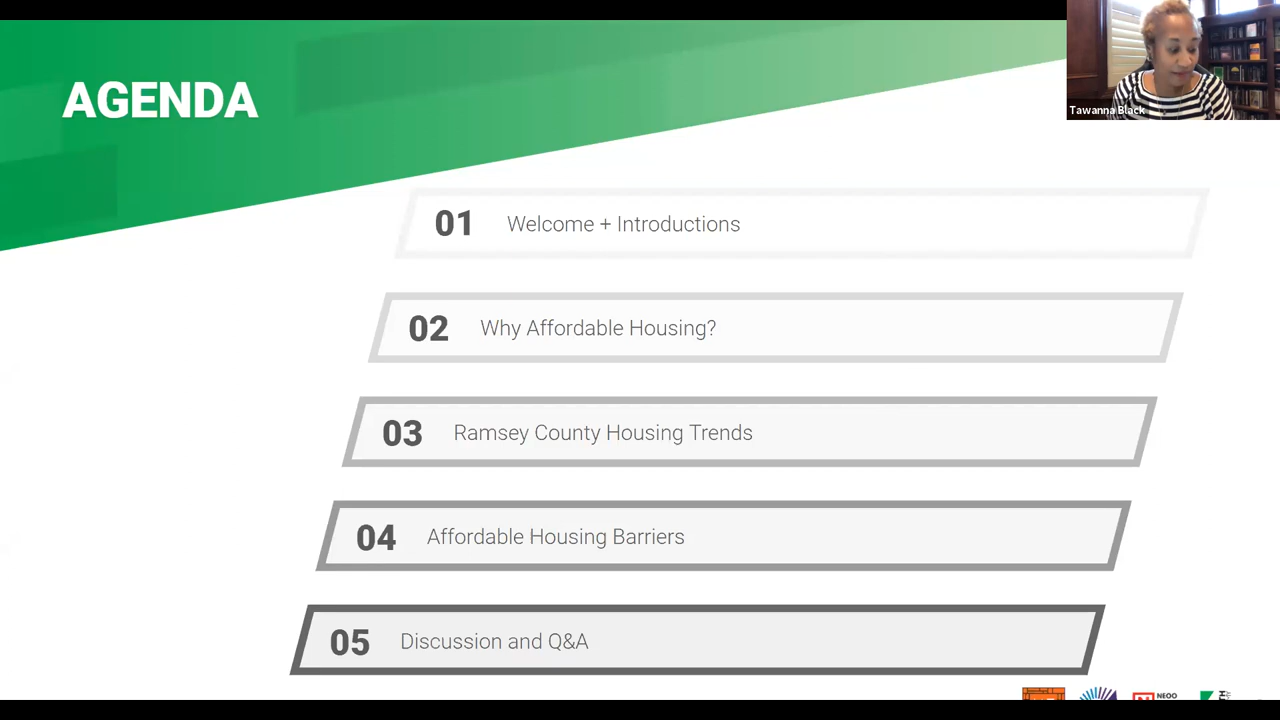 AGENDA
Tawanna Black
01 Welcome + Introductions
02 Why Affordable Housing?
03 Ramsey County Housing Trends
04 Affordable Housing Barriers
05 Discussion and Q&A
NEOO